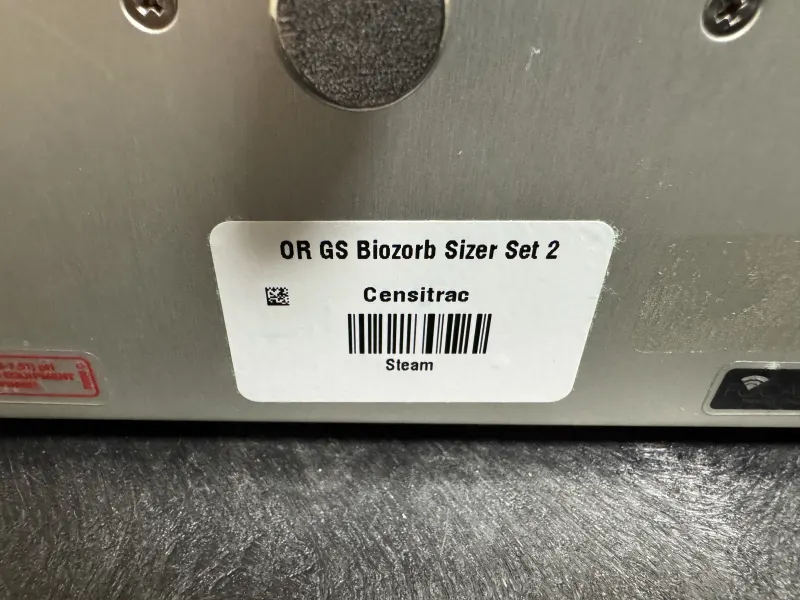 OR GS Biozorb Sizer Set 2
Censitrac
Steam